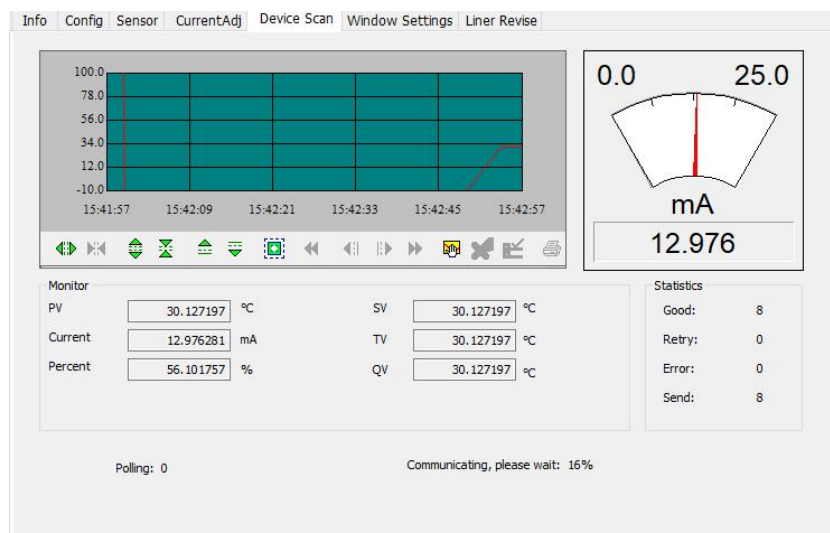 Info Config Sensor CurrentAdj Device Scan Window Settings Liner Revise
100.0
78.0
56.0
34.0
12.0
-10.0
15:41:57 15:42:09 15:42:21 15:42:33 15:42:45 15:42:57
0.0 25.0
mA
12.976
Monitor
PV 30.127197 ºC SV 30.127197 ºC
Current 12.976281 mA TV 30.127197 ºC
Percent 56.101757 % QV 30.127197 ºC
Statistics
Good: 8
Retry: 0
Error: 0
Send: 8
Polling: 0 Communicating, please wait: 16%